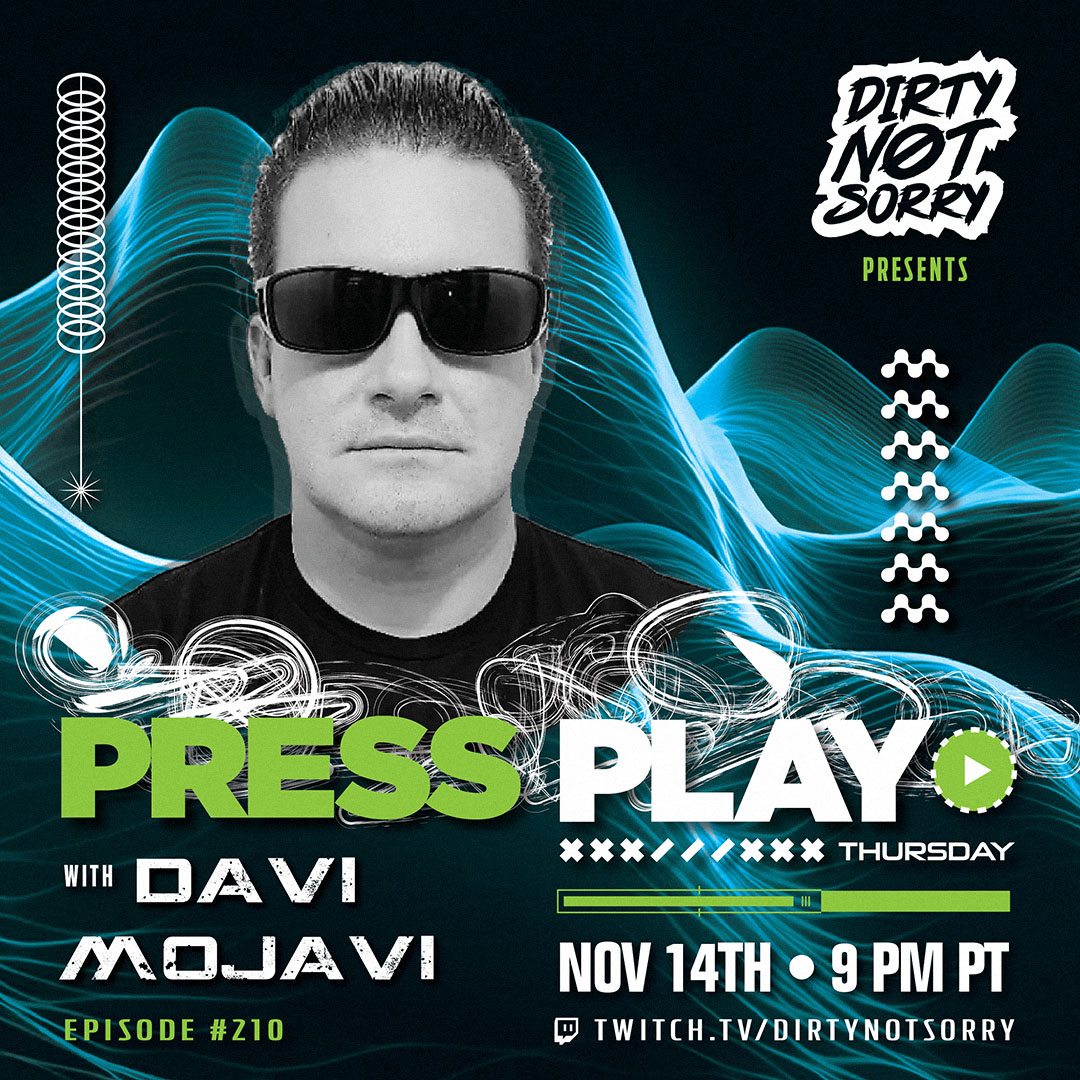 DIRTY
NØT
SORRY
PRESENTS
PRESS PLAY
THURSDAY
WITH DAVI
MOJAVI
NOV 14TH • 9 PM PT
EPISODE #210
TWITCH.TV/DIRTYNOTSORRY